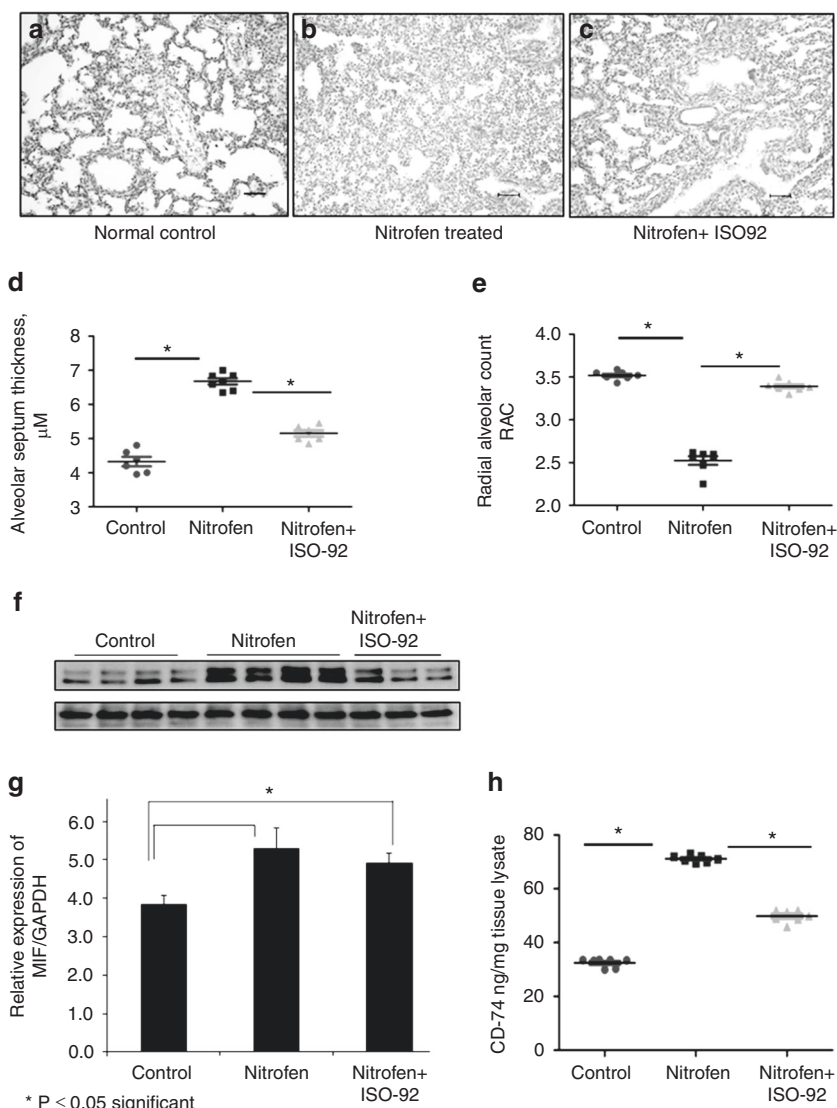 a
b
c
Normal control
Nitrofen treated
Nitrofen+ ISO92
d
Alveolar septum thickness,
μM
8
7
6
5
4
3
*
*
Control
Nitrofen
Nitrofen+
ISO-92
e
Radial alveolar count
RAC
4.0
3.5
3.0
2.5
2.0
*
*
Control
Nitrofen
Nitrofen+
ISO-92
f
Control
Nitrofen
Nitrofen+
ISO-92
g
Relative expression of
MIF/GAPDH
6.0
5.0
4.0
3.0
2.0
1.0
0.0
*
Control
Nitrofen
Nitrofen+
ISO-92
* P < 0.05 significant
h
CD-74 ng/mg tissue lysate
80
60
40
20
0
*
*
Control
Nitrofen
Nitrofen+
ISO-92